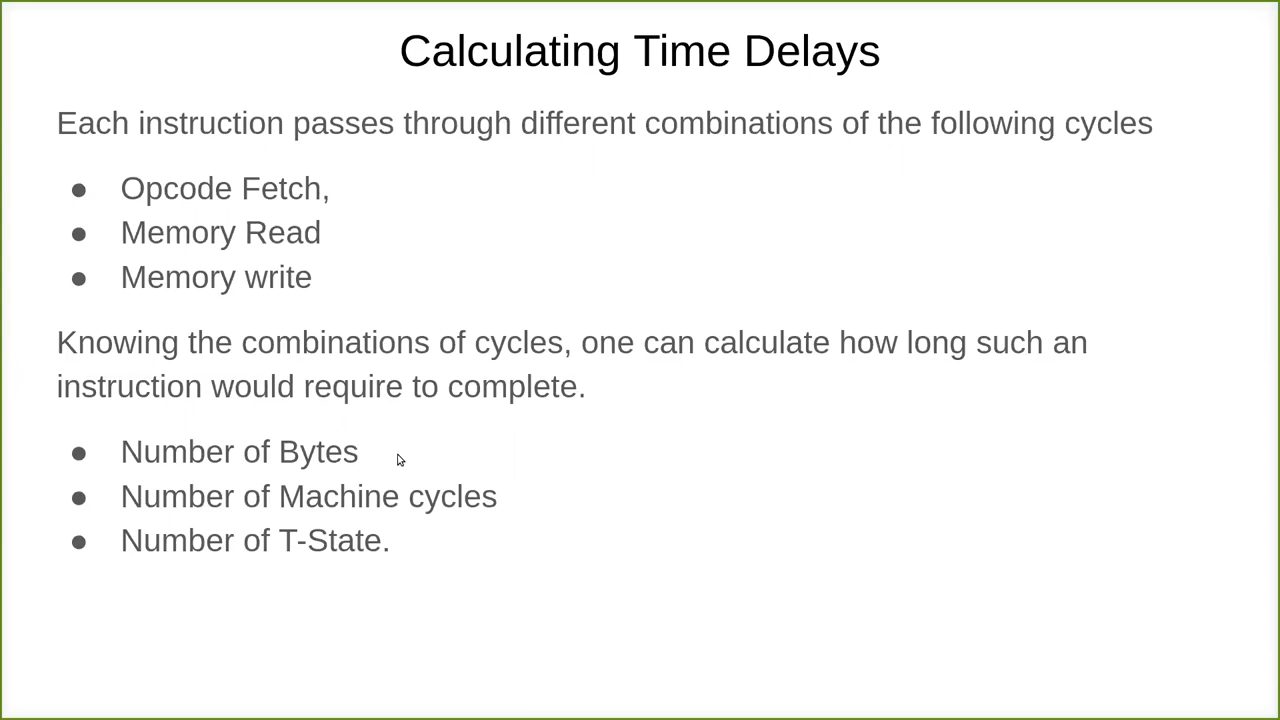 Calculating Time Delays
Each instruction passes through different combinations of the following cycles
● Opcode Fetch,
● Memory Read
● Memory write
Knowing the combinations of cycles, one can calculate how long such an
instruction would require to complete.
● Number of Bytes
● Number of Machine cycles
● Number of T-State.